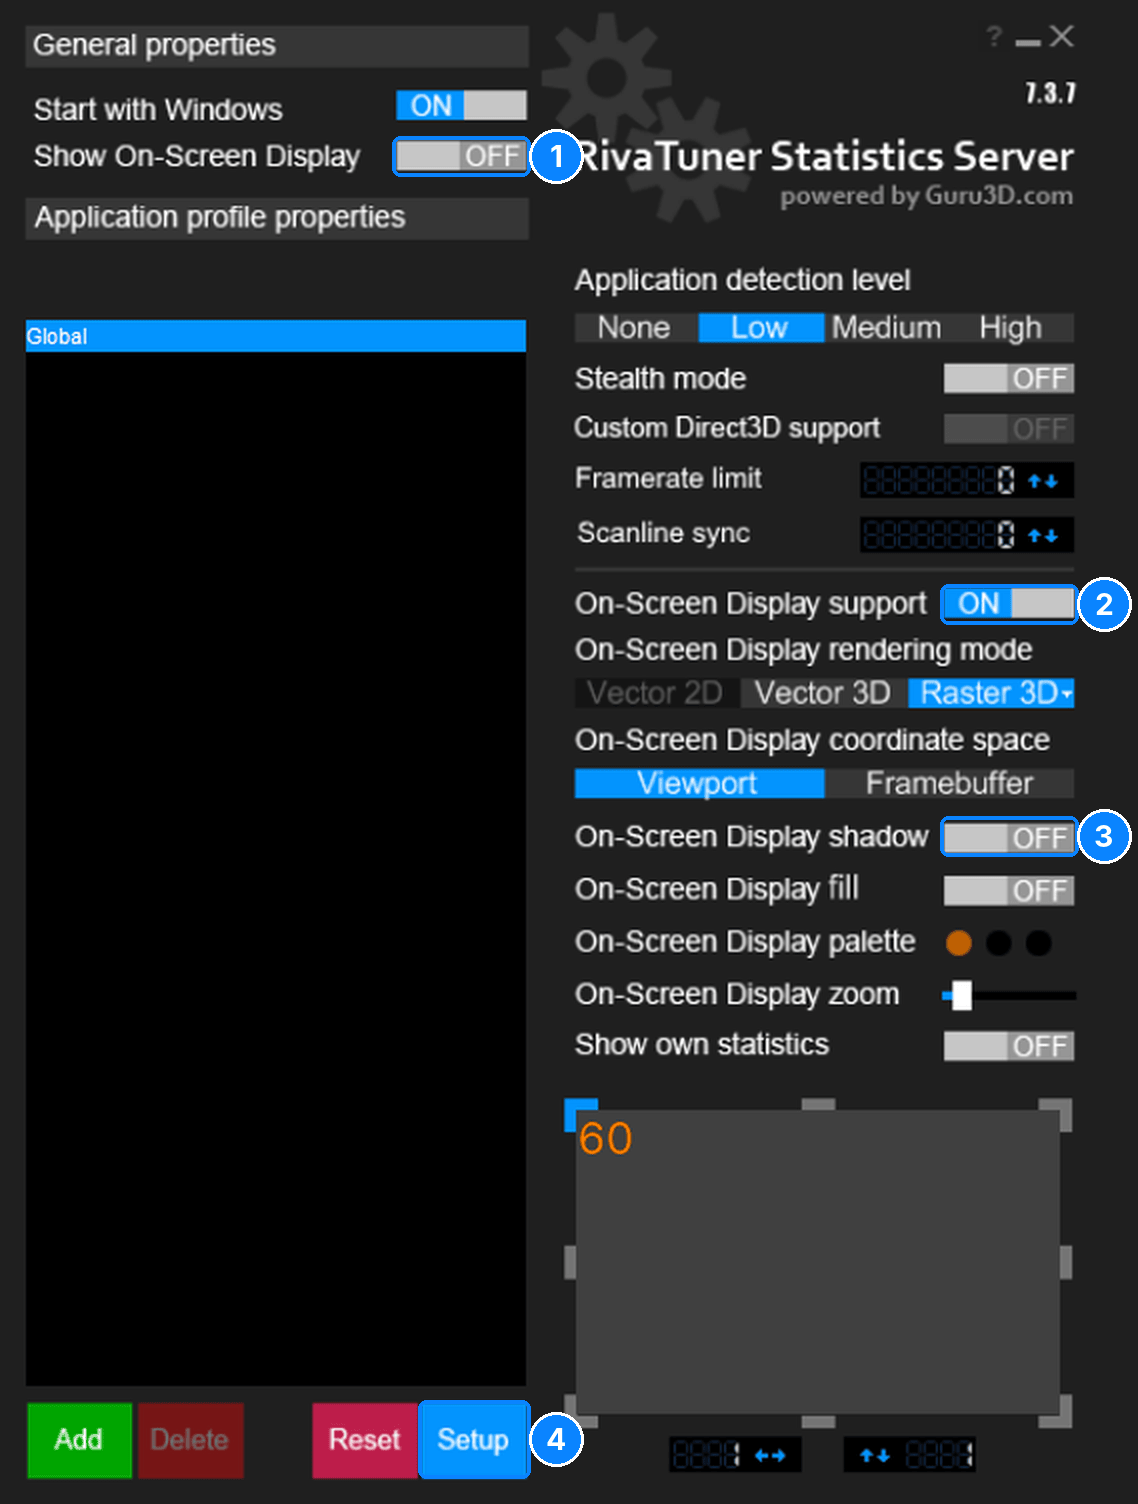 General properties
? 
7.3.7
Start with Windows ON
Show On-Screen Display OFF 1
RivaTuner Statistics Server
powered by Guru3D.com
Application profile properties
Global
Application detection level
None Low Medium High
Stealth mode OFF
Custom Direct3D support OFF
Framerate limit 0
Scanline sync 0
On-Screen Display support ON 2
On-Screen Display rendering mode
Vector 2D Vector 3D Raster 3D
On-Screen Display coordinate space
Viewport Framebuffer
On-Screen Display shadow OFF 3
On-Screen Display fill OFF
On-Screen Display palette
On-Screen Display zoom
Show own statistics OFF
60
Add Delete Reset Setup 4
1 1